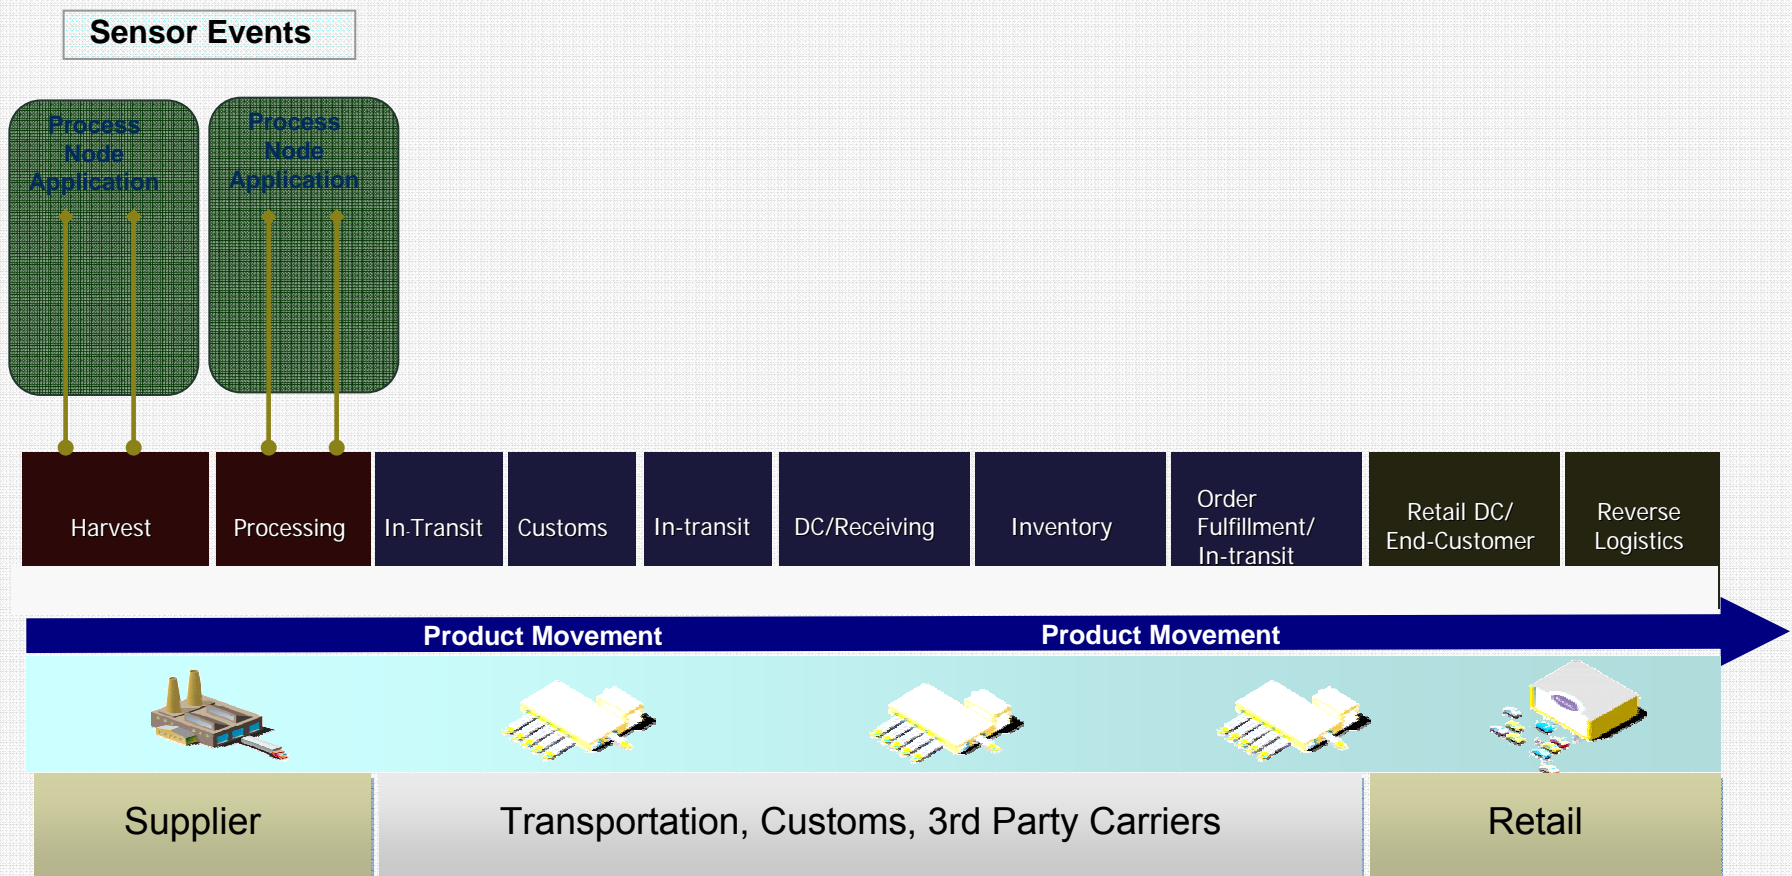 Sensor Events
Process
Node
Application
Process
Node
Application
Harvest
Processing
In-Transit
Customs
In-transit
DC/Receiving
Inventory
Order
Fulfillment/
In-transit
Retail DC/
End-Customer
Reverse
Logistics
Product Movement
Product Movement
Supplier
Transportation, Customs, 3rd Party Carriers
Retail